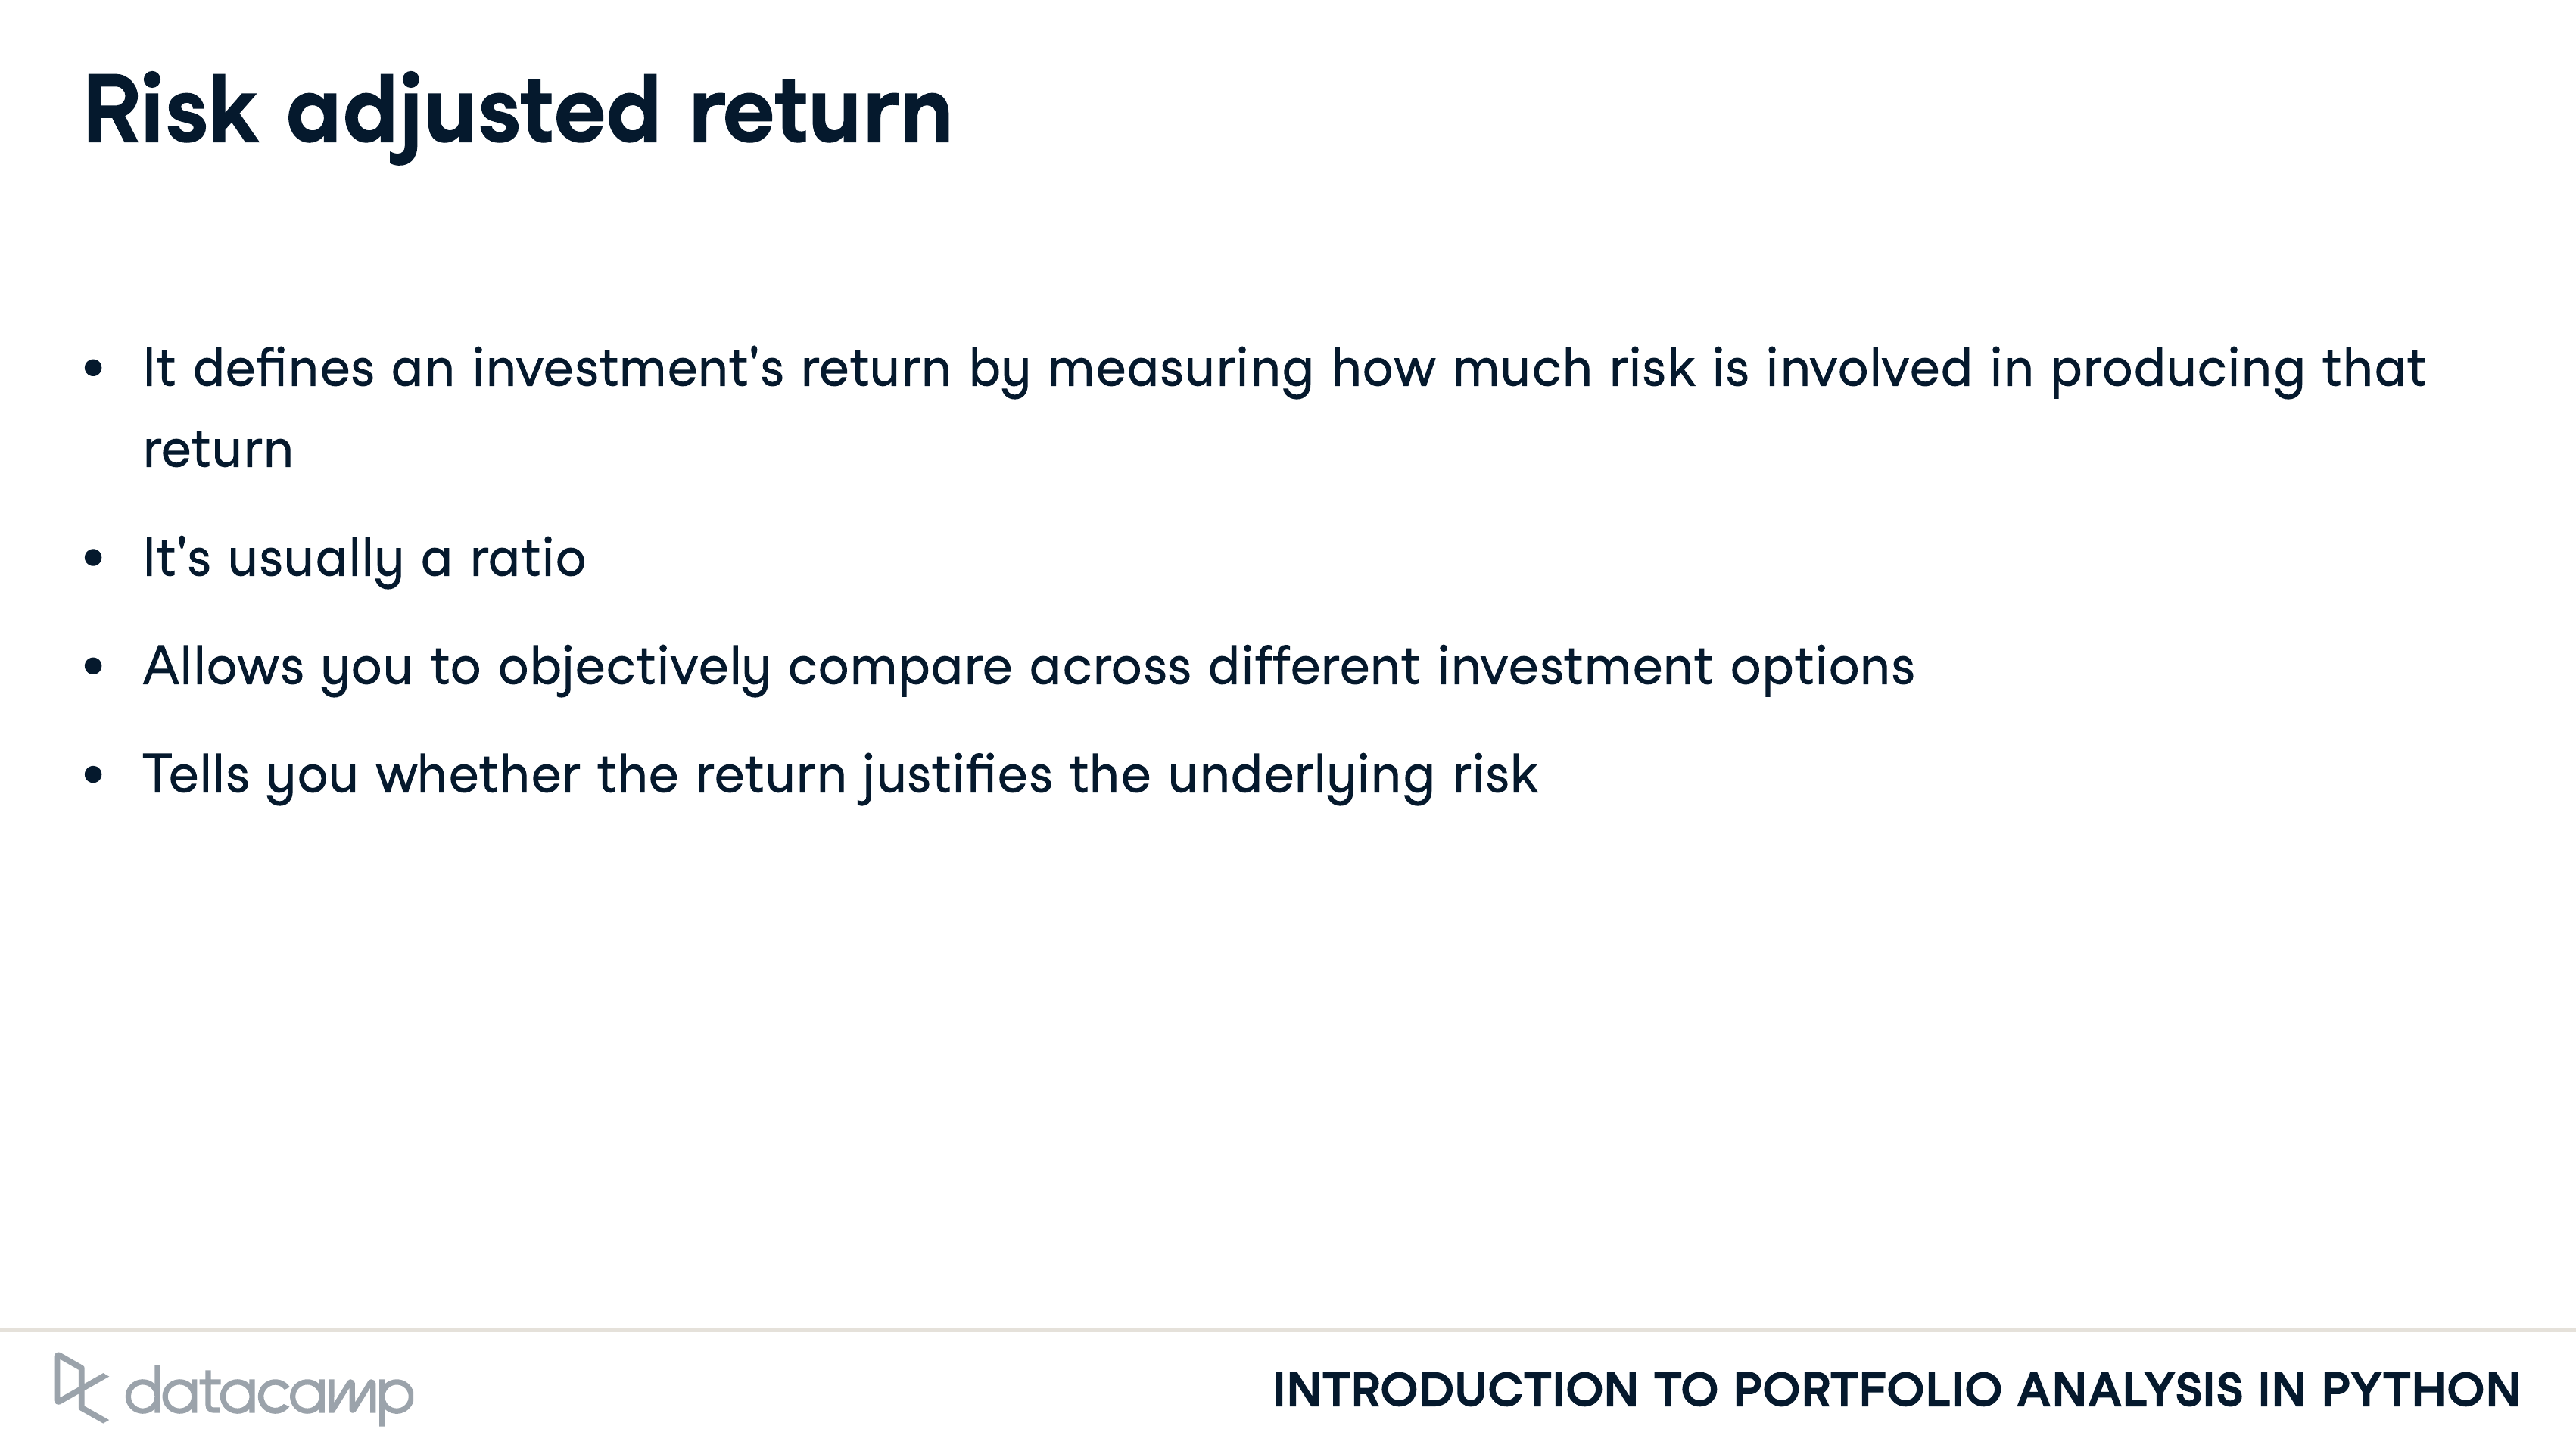 Risk adjusted return
• It defines an investment's return by measuring how much risk is involved in producing that
return
• It's usually a ratio
• Allows you to objectively compare across different investment options
• Tells you whether the return justifies the underlying risk
datacamp
INTRODUCTION TO PORTFOLIO ANALYSIS IN PYTHON